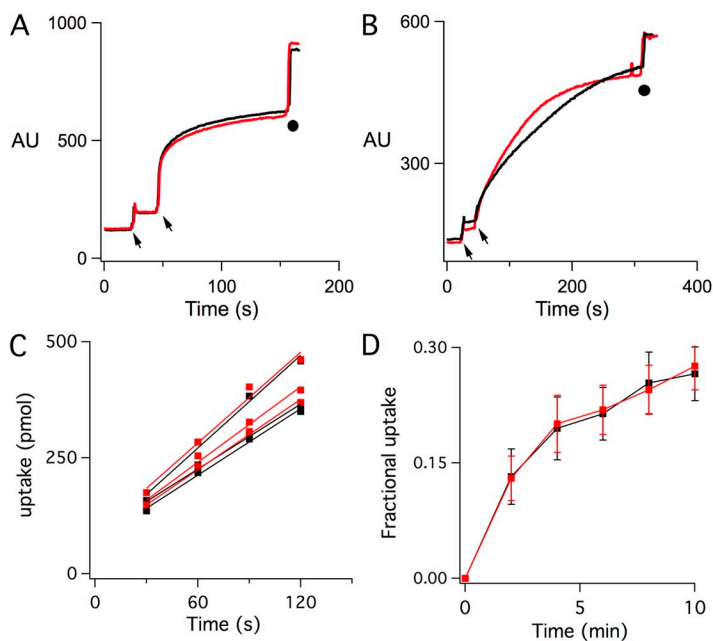 A
1000
AU
500
0
0
100
200
Time (s)
B
600
AU
300
0
200
400
Time (s)
C
500
uptake (pmol)
250
0
0
60
120
Time (s)
D
0.30
Fractional uptake
0.15
0.00
0
5
10
Time (min)